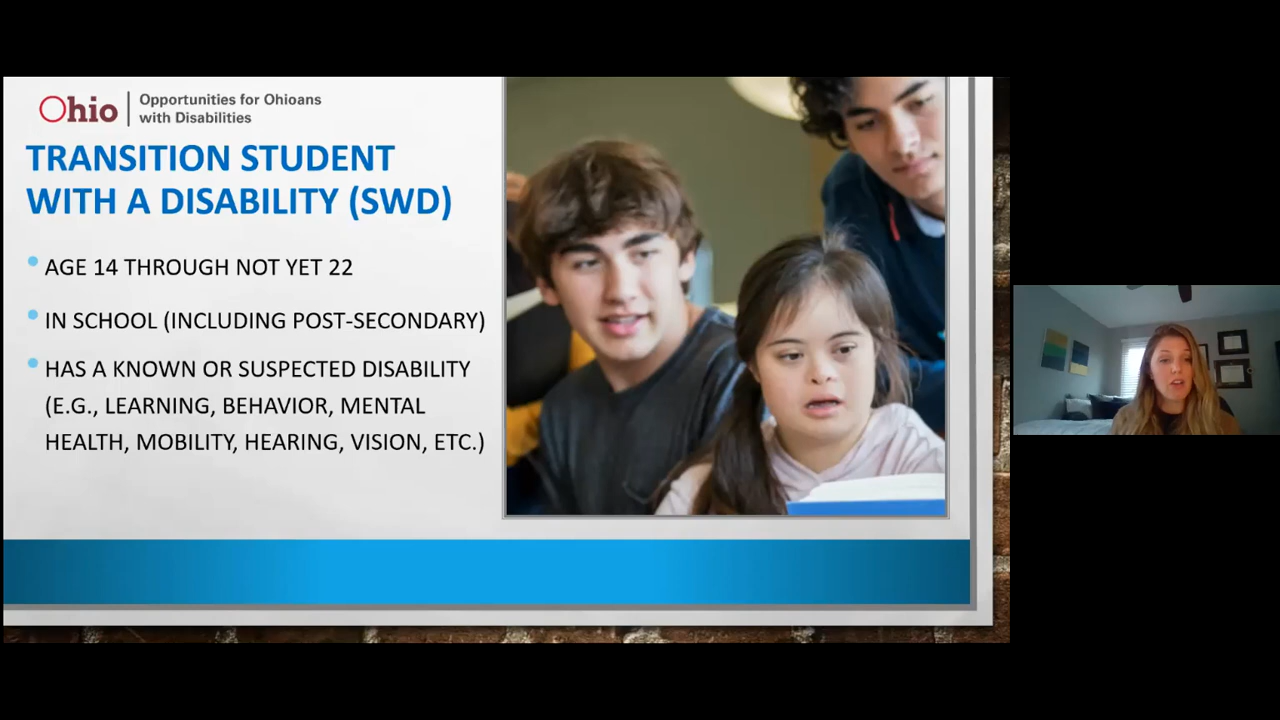 Ohio
Opportunities for Ohioans
with Disabilities
TRANSITION STUDENT
WITH A DISABILITY (SWD)
• AGE 14 THROUGH NOT YET 22
• IN SCHOOL (INCLUDING POST-SECONDARY)
• HAS A KNOWN OR SUSPECTED DISABILITY
(E.G., LEARNING, BEHAVIOR, MENTAL
HEALTH, MOBILITY, HEARING, VISION, ETC.)